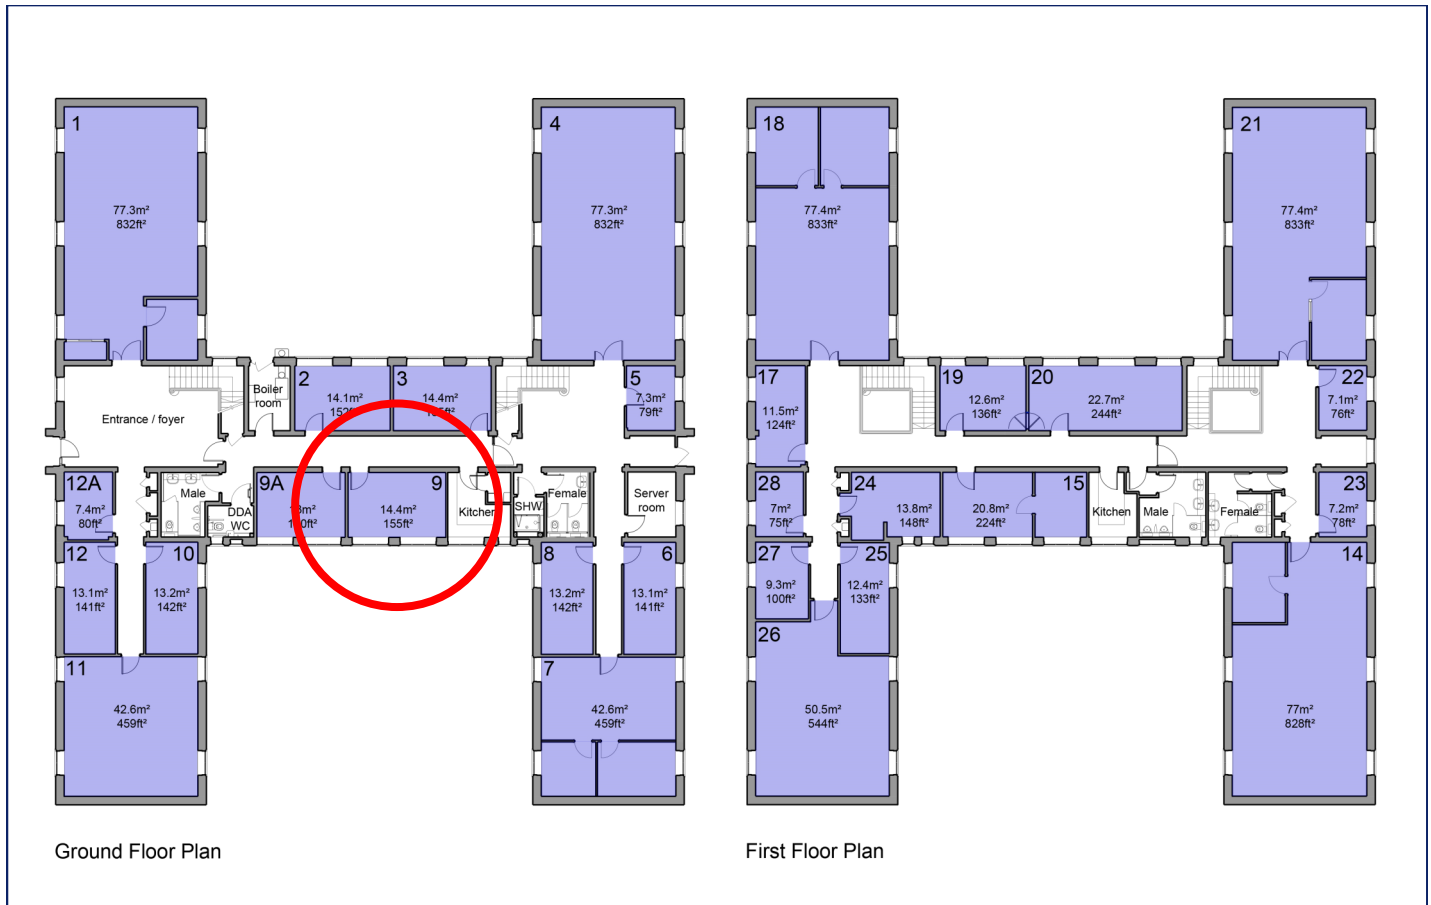 1
77.3m²
832ft²
4
77.3m²
832ft²
2
14.1m²
3
14.4m²
5
7.3m²
79ft²
Boiler
room
Entrance / foyer
12A
7.4m²
80ft²
Male
DDA
WC
9A
9
14.4m²
155ft²
Kitchen
SHW.
Female
Server
room
12
13.1m²
141ft²
10
13.2m²
142ft²
8
13.2m²
142ft²
6
13.1m²
141ft²
11
42.6m²
459ft²
7
42.6m²
459ft²
Ground Floor Plan
18
77.4m²
833ft²
21
77.4m²
833ft²
17
11.5m²
124ft²
19
12.6m²
136ft²
20
22.7m²
244ft²
22
7.1m²
76ft²
28
7m²
75ft²
24
13.8m²
148ft²
20.8m²
224ft²
15
Kitchen
Male
Female
23
7.2m²
78ft²
27
9.3m²
100ft²
25
12.4m²
133ft²
14
77m²
828ft²
26
50.5m²
544ft²
First Floor Plan